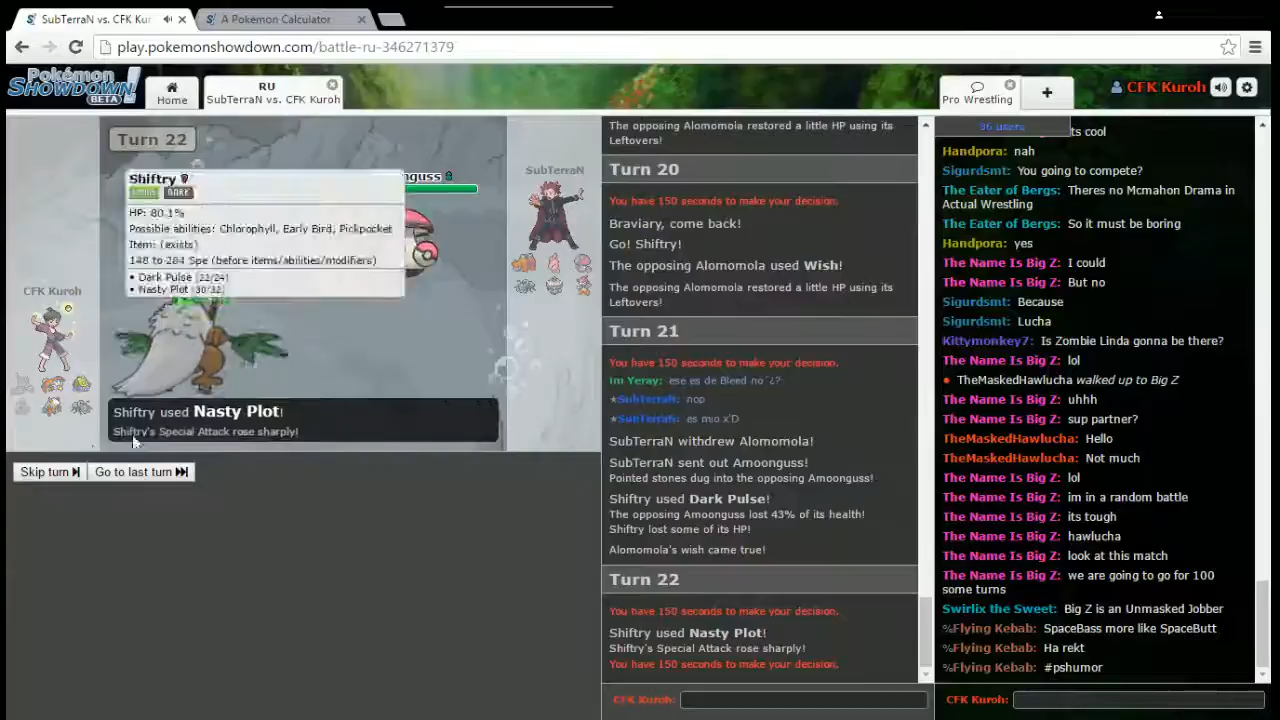 SubTerraN vs. CFK Kur
A Pokémon Calculator
play.pokemonshowdown.com/battle-ru-346271379
Pokémon
SHOWDOWN!
BETA
Home
RU
SubTerraN vs. CFK Kuroh
Pro Wrestling
CFK Kuroh
36 users
Turn 22
Shiftry
DARK
HP: 80.1%
Possible abilities: Chlorophyll, Early Bird, Pickpocket
Item: (exists)
148 to 284 Spe (before items/abilities/modifiers)
• Dark Pulse (22/24)
• Nasty Plot (30/32)
nguss
SubTerraN
CFK Kuroh
Shiftry used Nasty Plot!
Shiftry's Special Attack rose sharply!
Skip turn
Go to last turn
The opposing Alomomola restored a little HP using its
Leftovers!
Turn 20
You have 150 seconds to make your decision.
Braviary, come back!
Go! Shiftry!
The opposing Alomomola used Wish!
The opposing Alomomola restored a little HP using its
Leftovers!
Turn 21
You have 150 seconds to make your decision.
Im Yeray: ese es de Bleed no¨¿?
★SubTerraN: nop
★SubTerraN: es mio x'D
SubTerraN withdrew Alomomola!
SubTerraN sent out Amoonguss!
Pointed stones dug into the opposing Amoonguss!
Shiftry used Dark Pulse!
The opposing Amoonguss lost 43% of its health!
Shiftry lost some of its HP!
Alomomola's wish came true!
Turn 22
You have 150 seconds to make your decision.
Shiftry used Nasty Plot!
Shiftry's Special Attack rose sharply!
You have 150 seconds to make your decision.
CFK Kuroh:
ts cool
Handpora: nah
Sigurdsmt: You going to compete?
The Eater of Bergs: Theres no Mcmahon Drama in
Actual Wrestling
The Eater of Bergs: So it must be boring
Handpora: yes
The Name Is Big Z: I could
The Name Is Big Z: But no
Sigurdsmt: Because
Sigurdsmt: Lucha
Kittymonkey7: Is Zombie Linda gonna be there?
The Name Is Big Z: lol
• TheMaskedHawlucha walked up to Big Z
The Name Is Big Z: uhhh
The Name Is Big Z: sup partner?
TheMaskedHawlucha: Hello
TheMaskedHawlucha: Not much
The Name Is Big Z: lol
The Name Is Big Z: im in a random battle
The Name Is Big Z: its tough
The Name Is Big Z: hawlucha
The Name Is Big Z: look at this match
The Name Is Big Z: we are going to go for 100
some turns
Swirlix the Sweet: Big Z is an Unmasked Jobber
%Flying Kebab: SpaceBass more like SpaceButt
%Flying Kebab: Ha rekt
%Flying Kebab: #pshumor
CFK Kuroh: